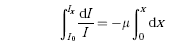 ∫_{I_0}^{I_x} dI/I = −μ ∫_0^x dx